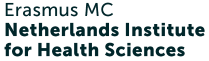 Erasmus MC
Netherlands Institute
for Health Sciences